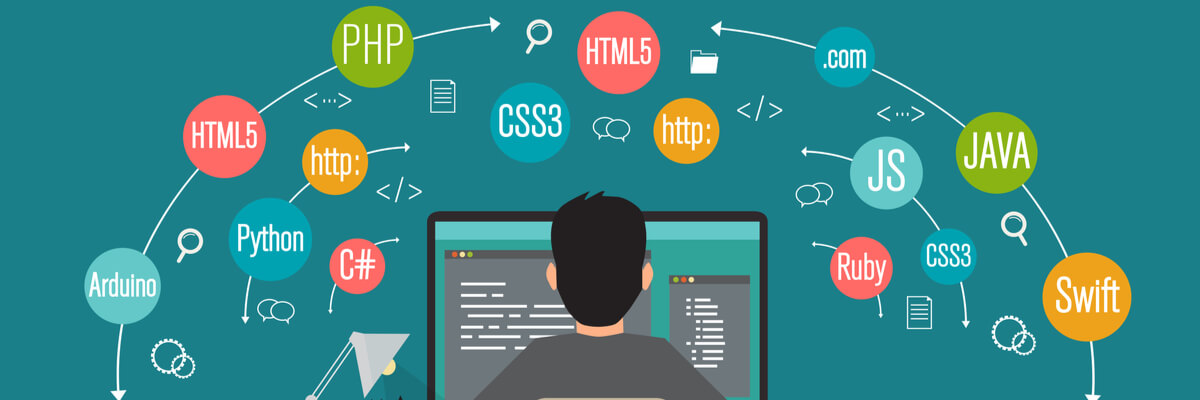 PHP
HTML5
.com
CSS3
http:
HTML5
JAVA
http:
JS
Python
C#
Ruby
CSS3
Arduino
Swift